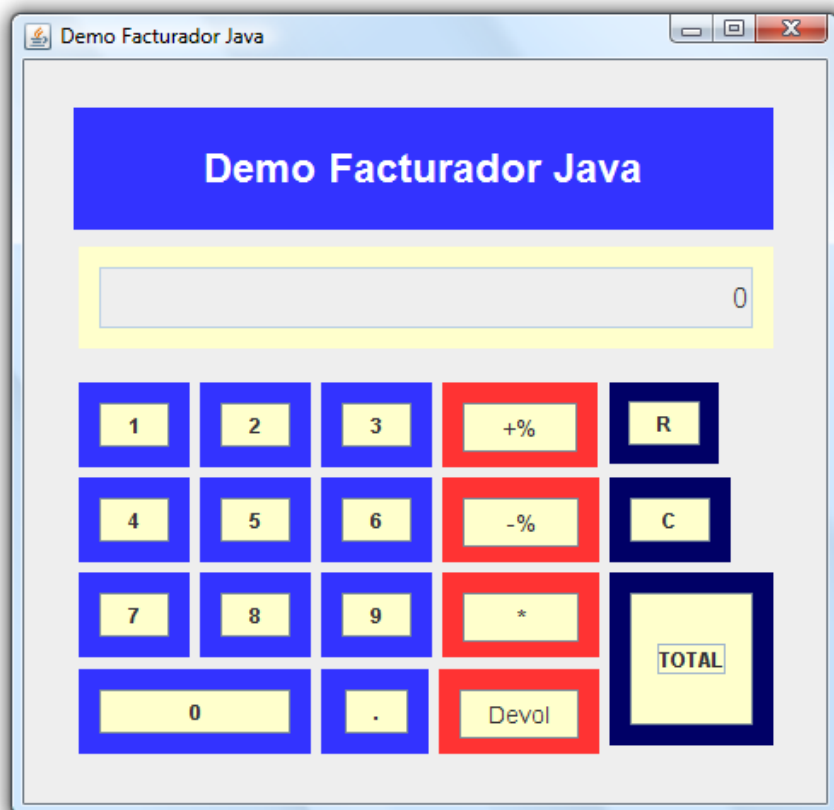 Demo Facturador Java
Demo Facturador Java
0
1 2 3 +% R
4 5 6 -% C
7 8 9 *
TOTAL
0 . Devol